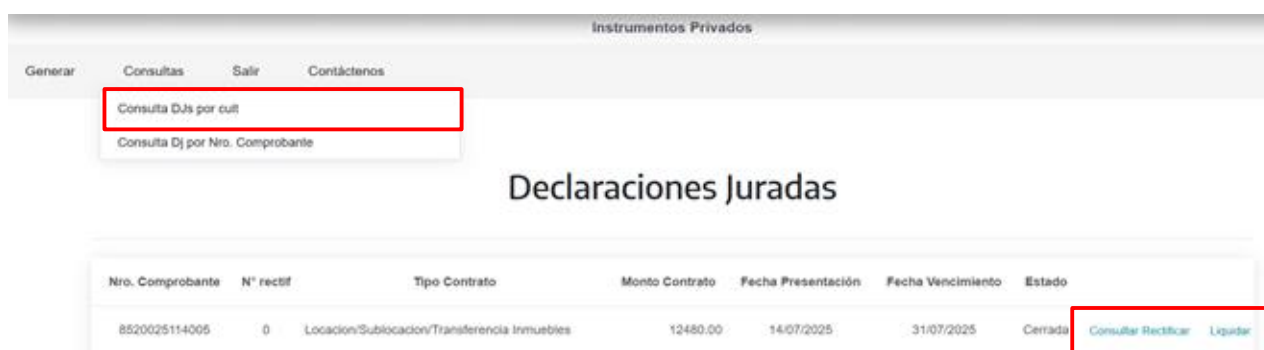 Instrumentos Privados
Generar Consultas Salir Contáctenos
Consulta DJs por cuit
Consulta Dj por Nro. Comprobante
Declaraciones Juradas
Nro. Comprobante N° rectif Tipo Contrato Monto Contrato Fecha Presentación Fecha Vencimiento Estado
8520025114005 0 Locacion/Sublocacion/Transferencia Inmuebles 12480.00 14/07/2025 31/07/2025 Cerrada Consultar Rectificar Liquidar